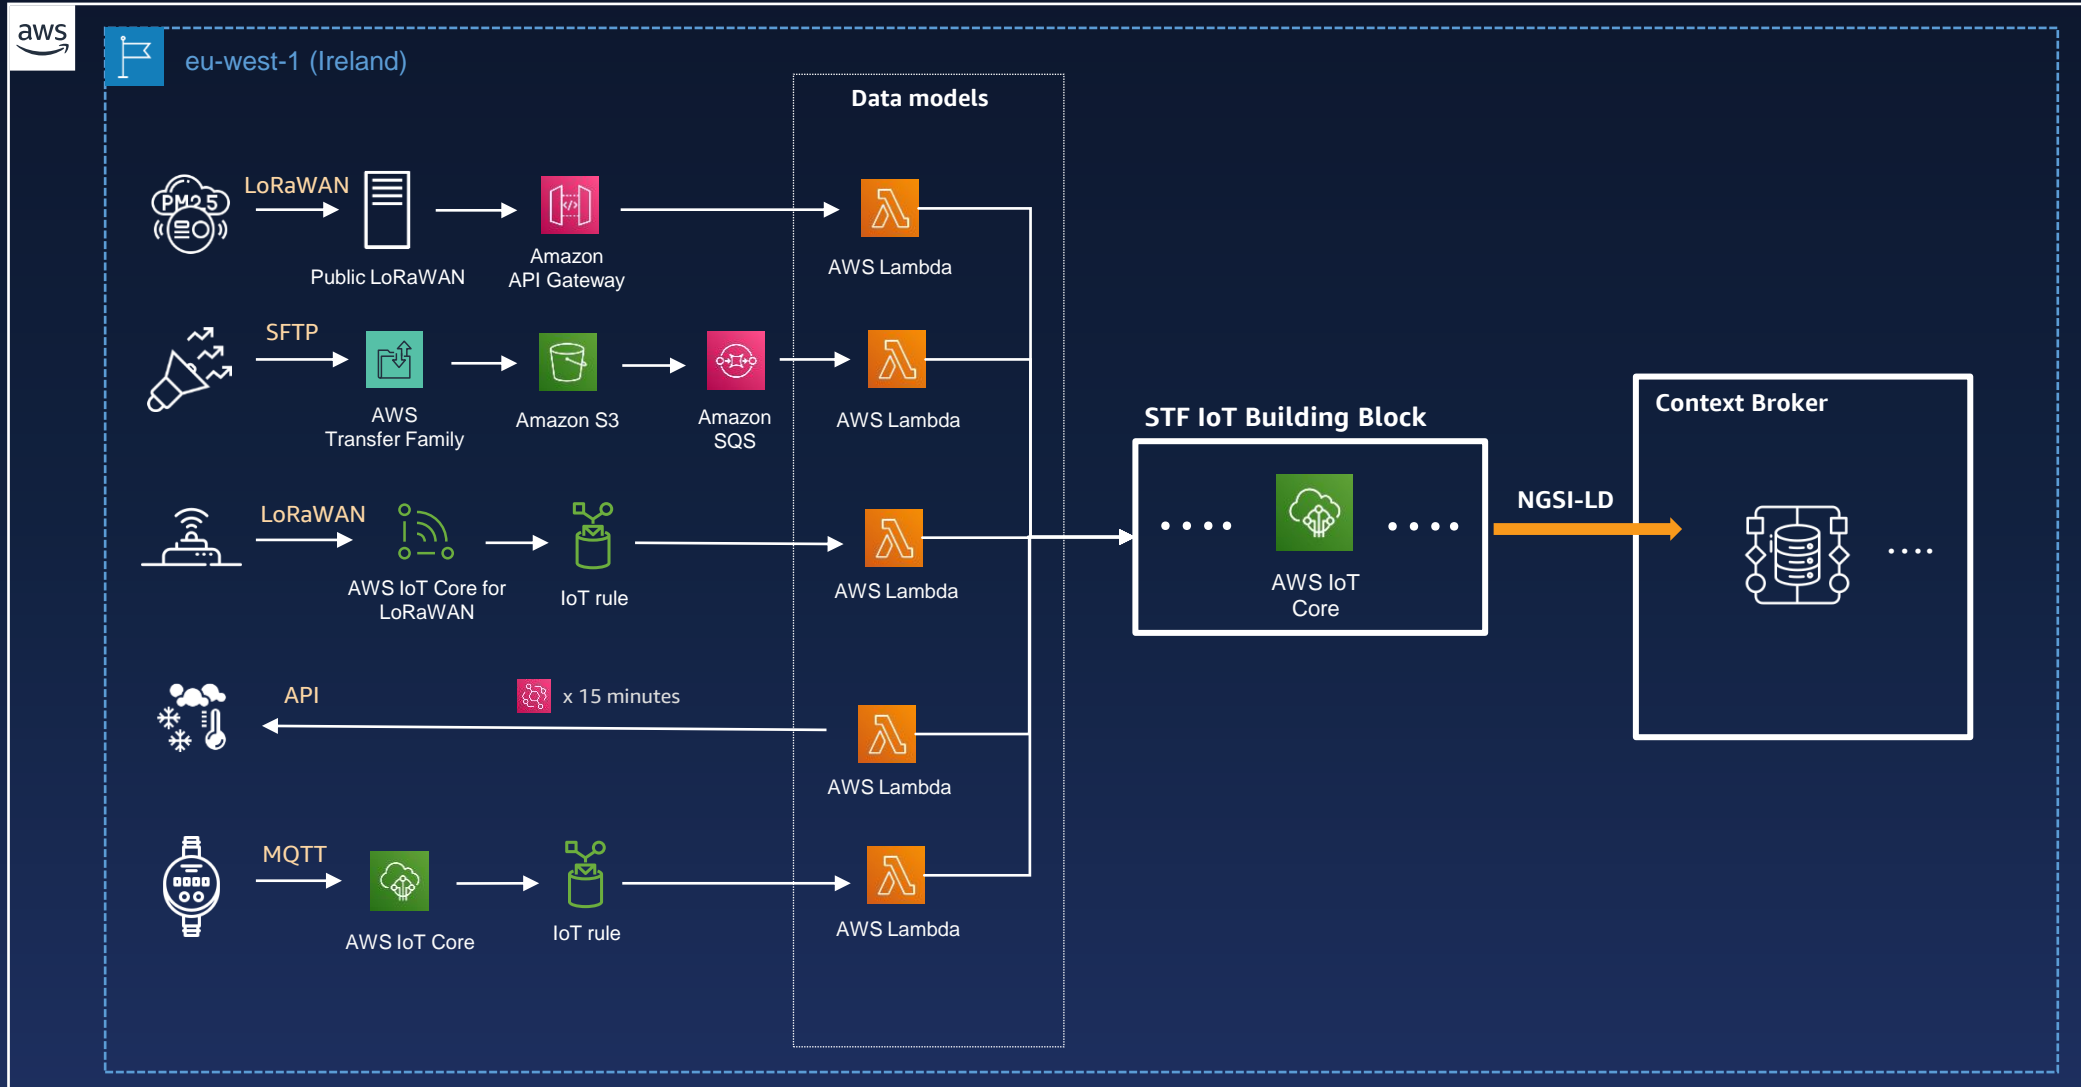 aws
eu-west-1 (Ireland)
Data models
LoRaWAN
PM2.5
Public LoRaWAN
Amazon
API Gateway
AWS Lambda
SFTP
AWS
Transfer Family
Amazon S3
Amazon
SQS
AWS Lambda
LoRaWAN
AWS IoT Core for
LoRaWAN
IoT rule
AWS Lambda
API
x 15 minutes
AWS Lambda
MQTT
AWS IoT Core
IoT rule
AWS Lambda
STF IoT Building Block
AWS IoT
Core
NGSI-LD
Context Broker